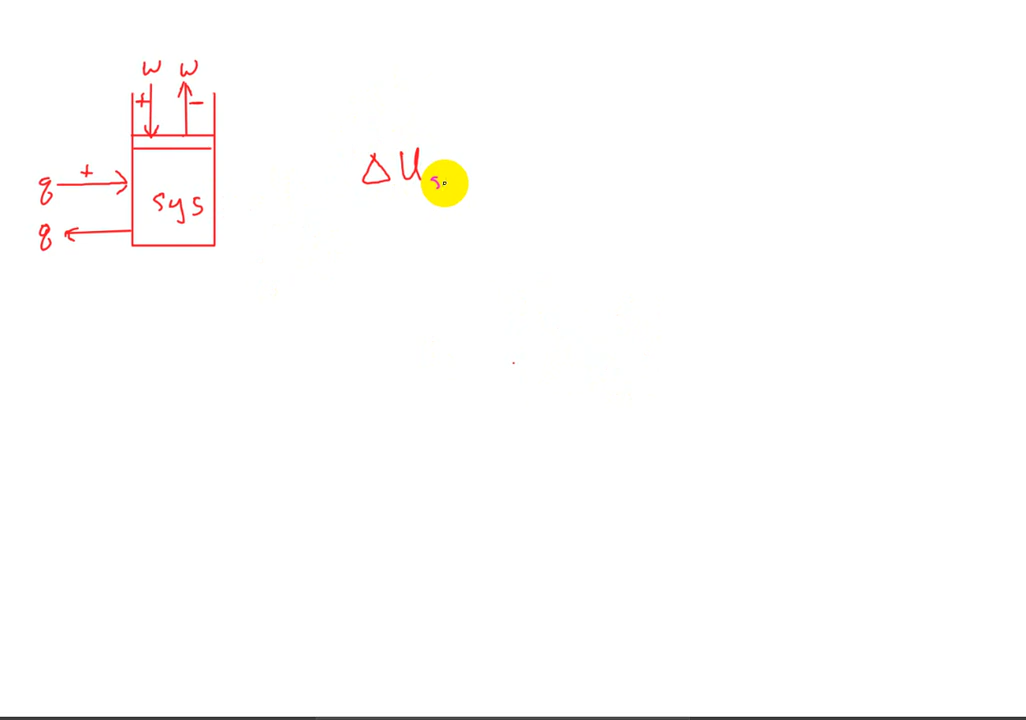 w w
+ -
q + sys
q
ΔU s